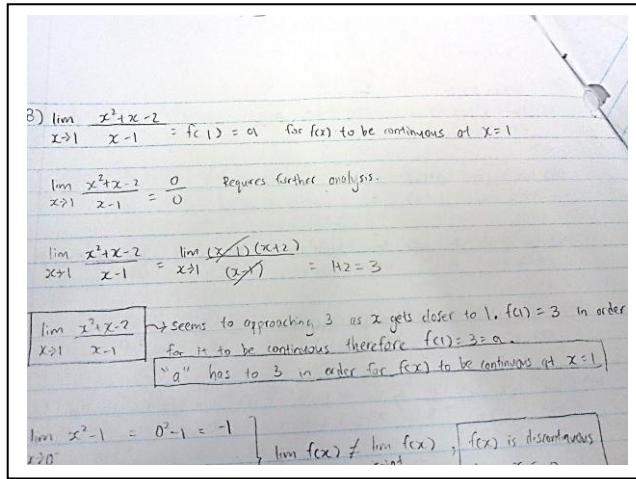 3) lim x→1 x²+x-2 / x-1 = f(1) = a for f(x) to be continuous at x=1
lim x→1 x²+x-2 / x-1 = 0/0 Requires further analysis.
lim x→1 x²+x-2 / x-1 = lim x→1 (x-1)(x+2) / (x-1) = 1+2 = 3
lim x→1 x²+x-2 / x-1 → seems to approaching 3 as x gets closer to 1. f(1) = 3 in order
for it to be continuous therefore f(1)=3=a.
"a" has to 3 in order for f(x) to be continuous at x=1
lim x→0⁻ x²-1 = 0²-1 = -1
lim f(x) ≠ lim f(x), f(x) is discontinuous